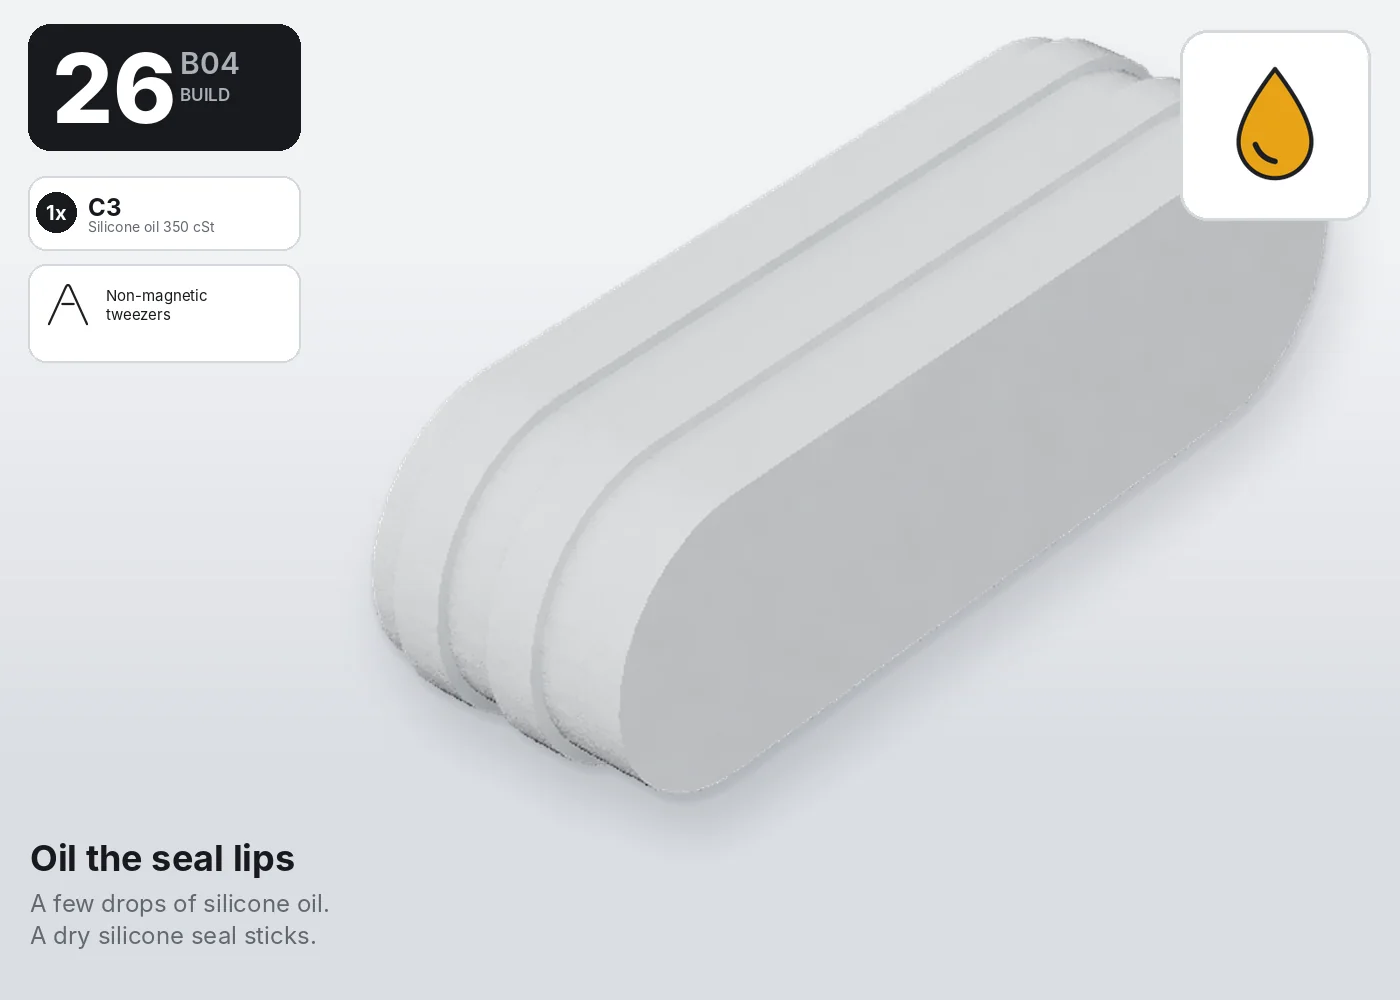 26
B04
BUILD
1x
C3
Silicone oil 350 cSt
Non-magnetic
tweezers
Oil the seal lips
A few drops of silicone oil.
A dry silicone seal sticks.